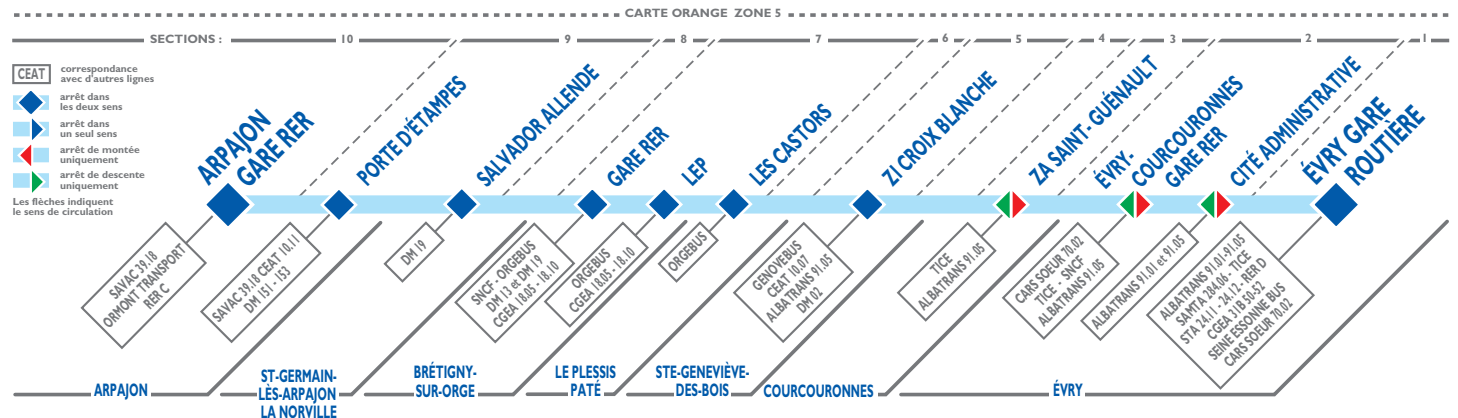 CARTE ORANGE ZONE 5
SECTIONS : 10 9 8 7 6 5 4 3 2 1
CEAT correspondance
avec d'autres lignes
arrêt dans
les deux sens
arrêt dans
un seul sens
arrêt de montée
uniquement
arrêt de descente
uniquement
Les flèches indiquent
le sens de circulation
ARPAJON
GARE RER
PORTE D'ÉTAMPES
SALVADOR ALLENDE
GARE RER
LEP
LES CASTORS
ZI CROIX BLANCHE
ZA SAINT- GUÉNAULT
ÉVRY-
COURCOURONNES
GARE RER
CITÉ ADMINISTRATIVE
ÉVRY GARE
ROUTIÈRE
SAVAC 39.18
ORMONT TRANSPORT
RER C
SAVAC 39.18 CEAT 10.11
DM 151 - 153
DM 19
SNCF - ORGEBUS
DM 13 et DM 19
CGEA 18.05 - 18.10
ORGEBUS
CGEA 18.05 - 18.10
ORGEBUS
GENOVEBUS
CEAT 10.07
ALBATRANS 91.05
DM 02
TICE
ALBATRANS 91.05
CARS SOEUR 70.02
TICE - SNCF
ALBATRANS 91.05
ALBATRANS 91.01 et 91.05
ALBATRANS 91.01-91.05
SAMTA 284.06 - TICE
STA 24.11 - 24.12- RER D
CGEA 31B 50-52
SEINE ESSONNE BUS
CARS SOEUR 70.02
ARPAJON
ST-GERMAIN-
LÈS-ARPAJON
LA NORVILLE
BRÉTIGNY-
SUR-ORGE
LE PLESSIS
PATÉ
STE-GENEVIÈVE-
DES-BOIS
COURCOURONNES
ÉVRY